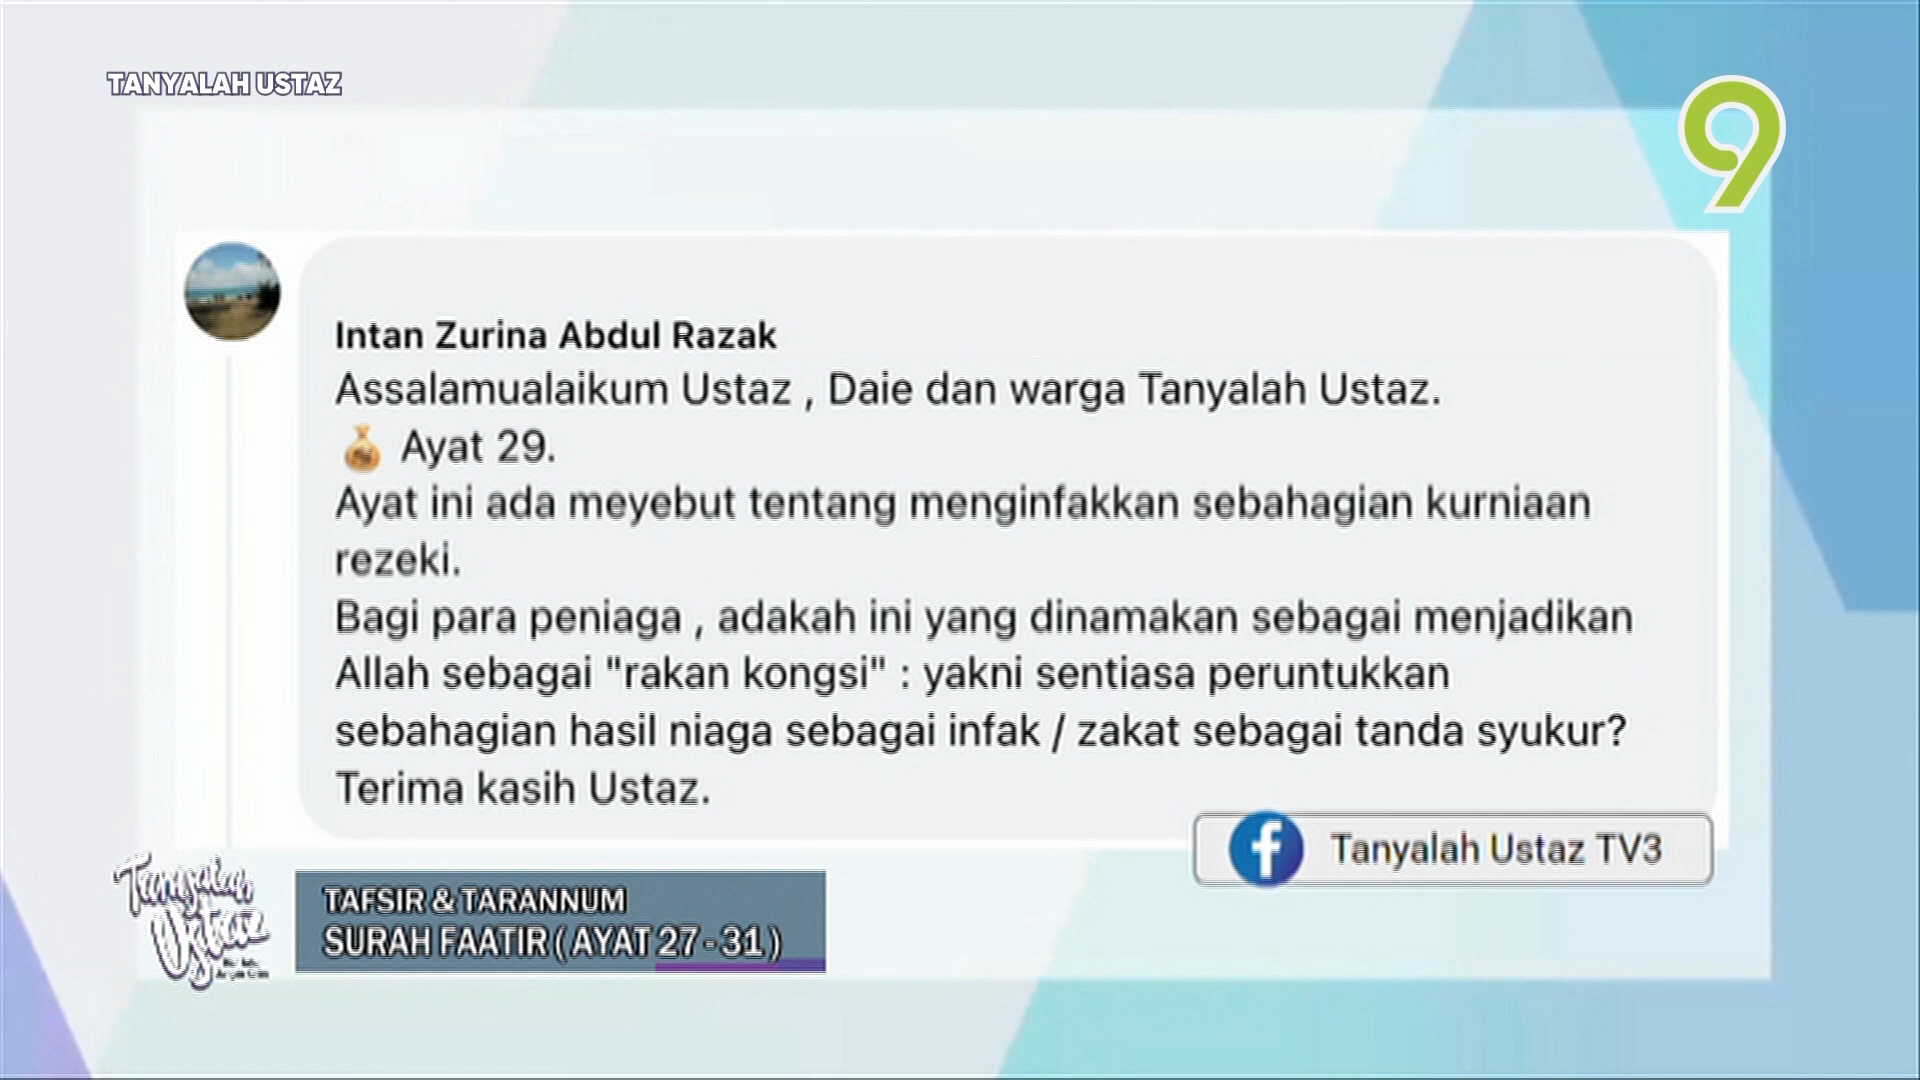 TANYALAH USTAZ
9
Intan Zurina Abdul Razak
Assalamualaikum Ustaz , Daie dan warga Tanyalah Ustaz.
💰 Ayat 29.
Ayat ini ada meyebut tentang menginfakkan sebahagian kurniaan
rezeki.
Bagi para peniaga , adakah ini yang dinamakan sebagai menjadikan
Allah sebagai "rakan kongsi" : yakni sentiasa peruntukkan
sebahagian hasil niaga sebagai infak / zakat sebagai tanda syukur?
Terima kasih Ustaz.
Tanyalah Ustaz TV3
Tanyalah
Ustaz
TAFSIR & TARANNUM
SURAH FAATIR ( AYAT 27 - 31 )